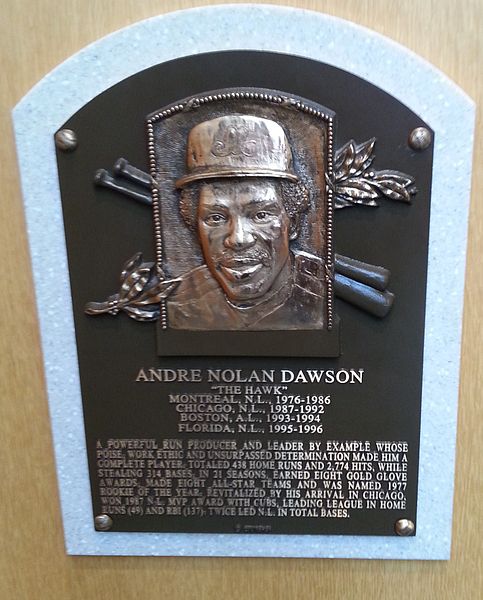 ANDRE NOLAN DAWSON
"THE HAWK"
MONTREAL, N.L., 1976-1986
CHICAGO, N.L., 1987-1992
BOSTON, A.L., 1993-1994
FLORIDA, N.L., 1995-1996
A POWERFUL RUN PRODUCER AND LEADER BY EXAMPLE WHOSE
POISE, WORK ETHIC AND UNSURPASSED DETERMINATION MADE HIM A
COMPLETE PLAYER. TOTALED 438 HOME RUNS AND 2,774 HITS, WHILE
STEALING 314 BASES. IN 21 SEASONS, EARNED EIGHT GOLD GLOVE
AWARDS, MADE EIGHT ALL-STAR TEAMS AND WAS NAMED 1977
ROOKIE OF THE YEAR. REVITALIZED BY HIS ARRIVAL IN CHICAGO,
WON 1987 N.L. MVP AWARD WITH CUBS, LEADING LEAGUE IN HOME
RUNS (49) AND RBI (137). TWICE LED N.L. IN TOTAL BASES.